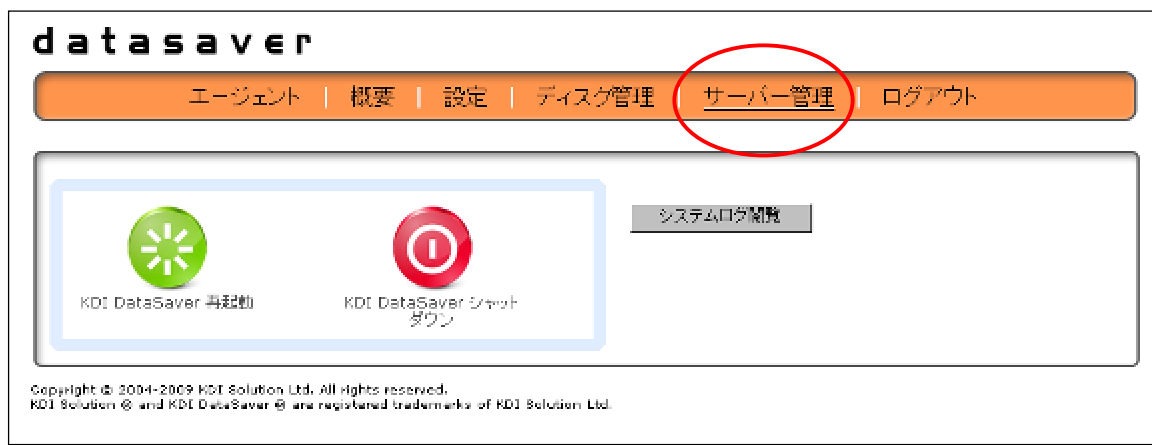 datasaver
エージェント | 概要 | 設定 | ディスク管理 | サーバー管理 | ログアウト
システムログ閲覧
KDI DataSaver 再起動
KDI DataSaver シャット
ダウン
Copyright © 2004-2009 KDI Solution Ltd. All rights reserved.
KDI Solution ® and KDI DataSaver ® are registered trademarks of KDI Solution Ltd.